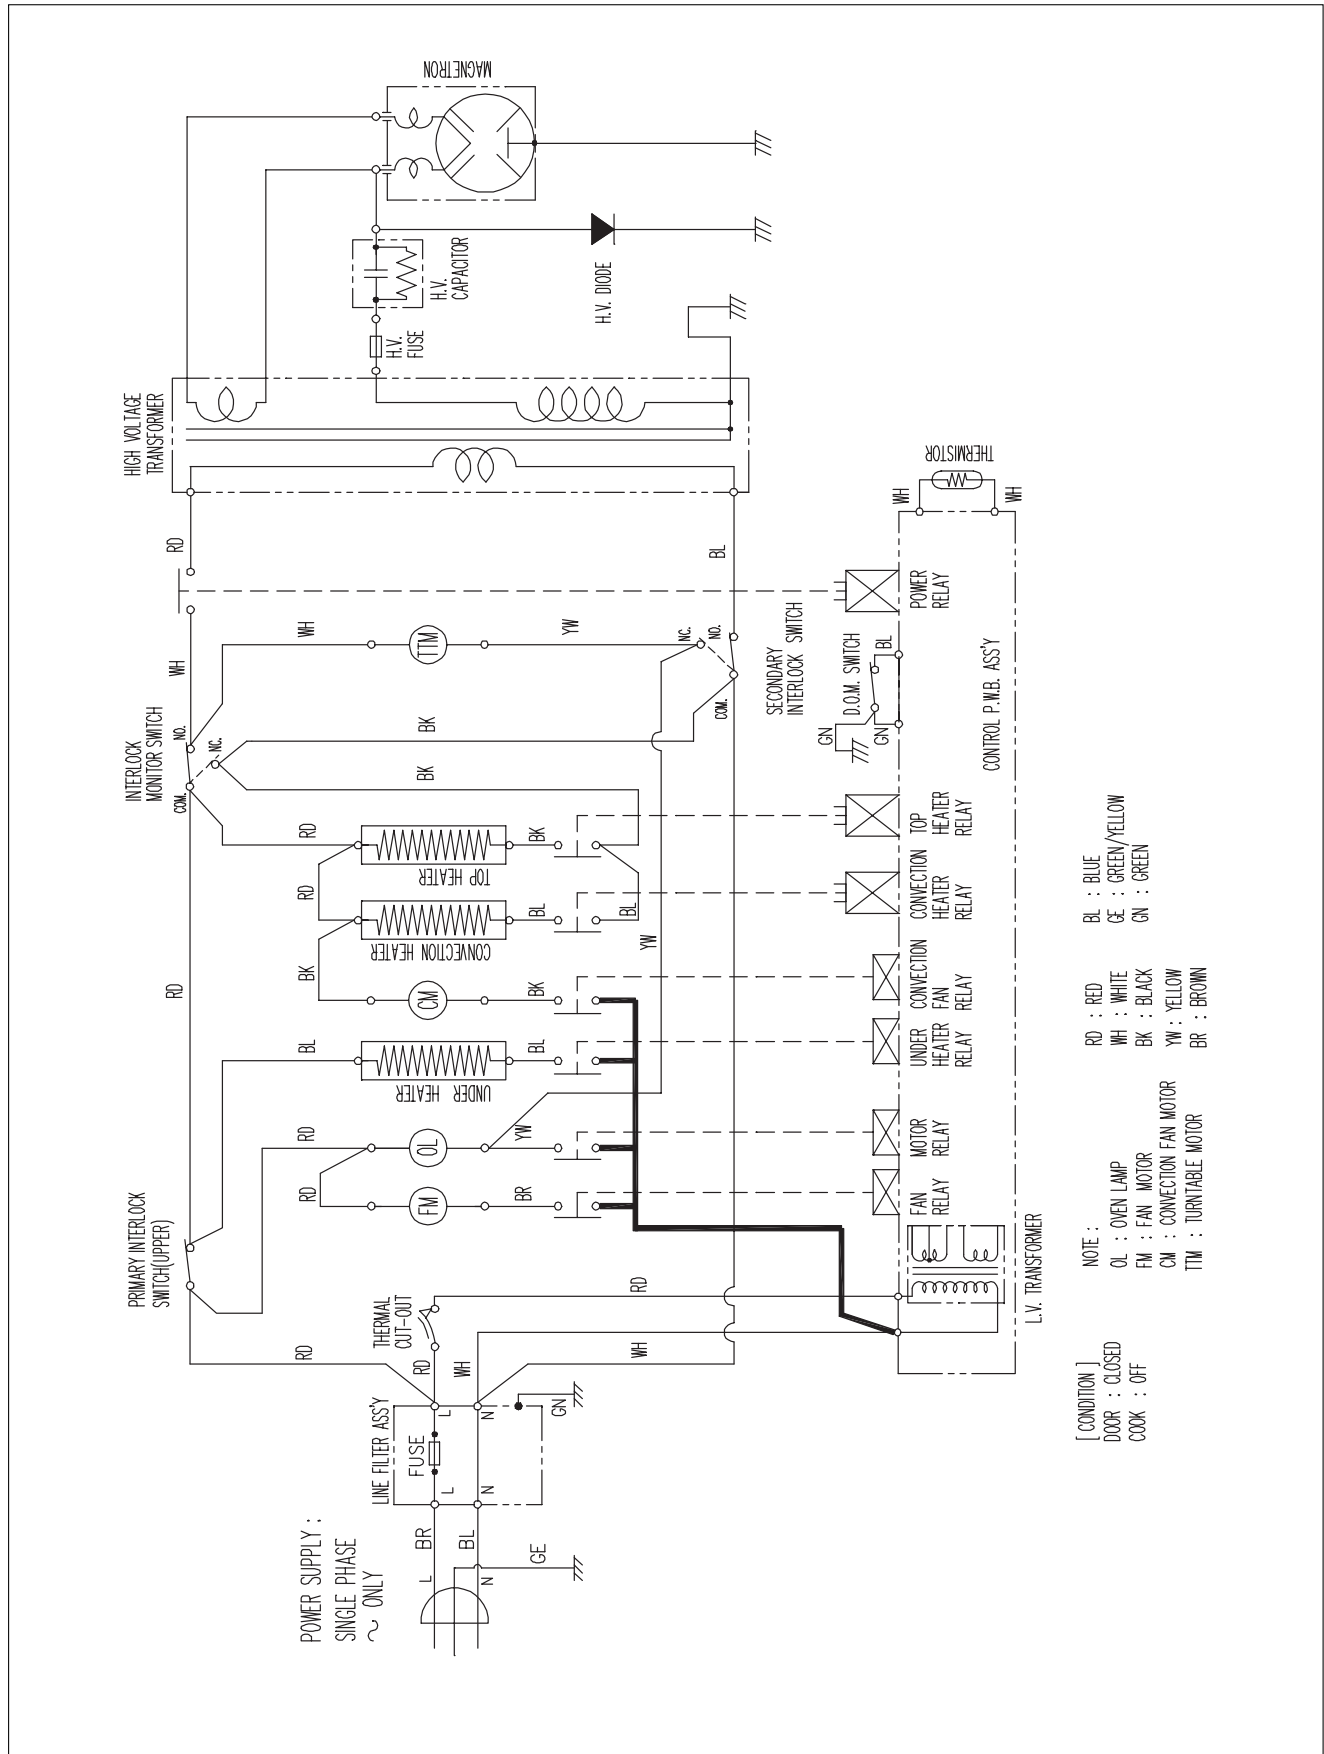 POWER SUPPLY :
SINGLE PHASE
~ ONLY
L
N
BR
BL
GE
LINE FILTER ASS'Y
FUSE
L
N
L
N
GN
RD
WH
THERMAL
CUT-OUT
RD
WH
RD
PRIMARY INTERLOCK
SWITCH(UPPER)
RD
RD
FM
BR
OL
YW
BL
UNDER HEATER
BL
RD
BK
CM
BK
CONVECTION HEATER
BL
BL
RD
RD
TOP HEATER
BK
YW
BK
BK
INTERLOCK
MONITOR SWITCH
COM.
NO.
NC.
WH
WH
TTM
YW
NC.
NO.
COM.
SECONDARY
INTERLOCK SWITCH
RD
BL
HIGH VOLTAGE
TRANSFORMER
H.V.
FUSE
H.V.
CAPACITOR
H.V. DIODE
MAGNETRON
L.V. TRANSFORMER
FAN
RELAY
MOTOR
RELAY
UNDER
HEATER
RELAY
CONVECTION
FAN
RELAY
CONVECTION
HEATER
RELAY
TOP
HEATER
RELAY
D.O.M. SWITCH
GN
GN
BL
POWER
RELAY
CONTROL P.W.B. ASS'Y
WH
WH
THERMISTOR
[ CONDITION ]
DOOR : CLOSED
COOK : OFF
NOTE :
OL : OVEN LAMP
FM : FAN MOTOR
CM : CONVECTION FAN MOTOR
TTM : TURNTABLE MOTOR
RD : RED
WH : WHITE
BK : BLACK
YW : YELLOW
BR : BROWN
BL : BLUE
GE : GREEN/YELLOW
GN : GREEN